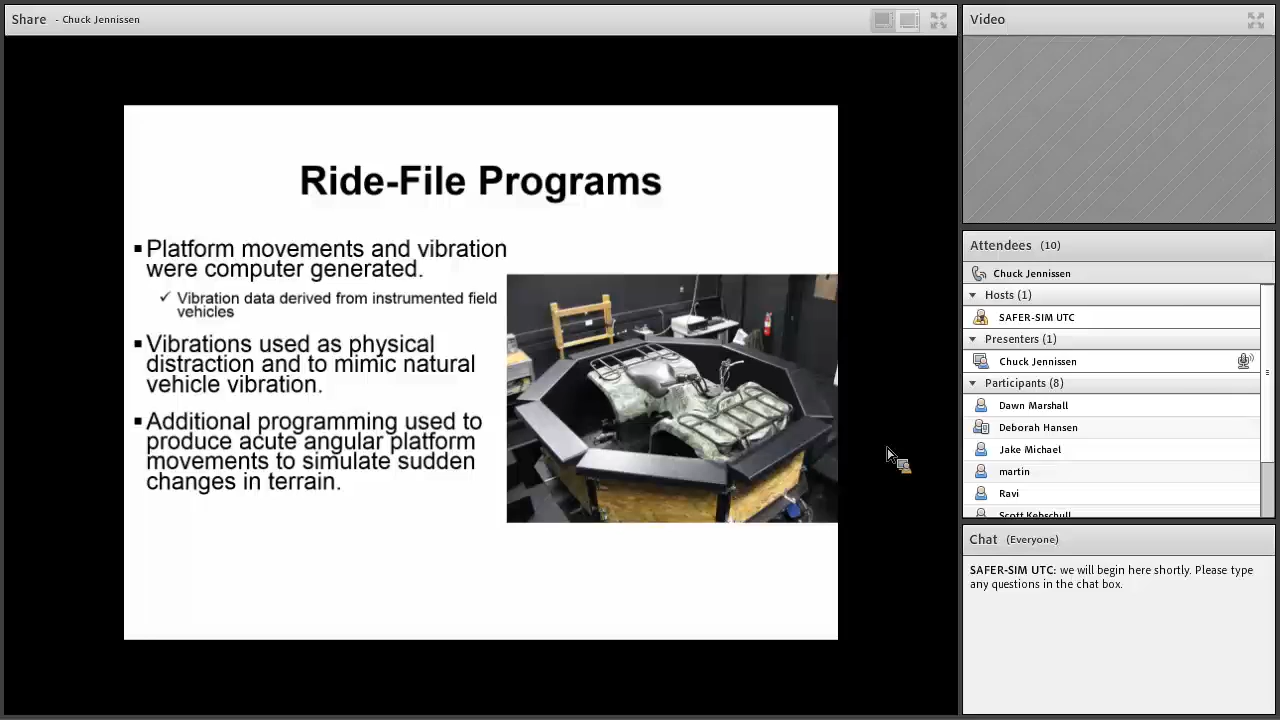 Share - Chuck Jennissen
Ride-File Programs
▪ Platform movements and vibration
were computer generated.
✓ Vibration data derived from instrumented field
vehicles
▪ Vibrations used as physical
distraction and to mimic natural
vehicle vibration.
▪ Additional programming used to
produce acute angular platform
movements to simulate sudden
changes in terrain.
Video
Attendees (10)
Chuck Jennissen
Hosts (1)
SAFER-SIM UTC
Presenters (1)
Chuck Jennissen
Participants (8)
Dawn Marshall
Deborah Hansen
Jake Michael
martin
Ravi
Scott Kebschull
Chat (Everyone)
SAFER-SIM UTC: we will begin here shortly. Please type
any questions in the chat box.